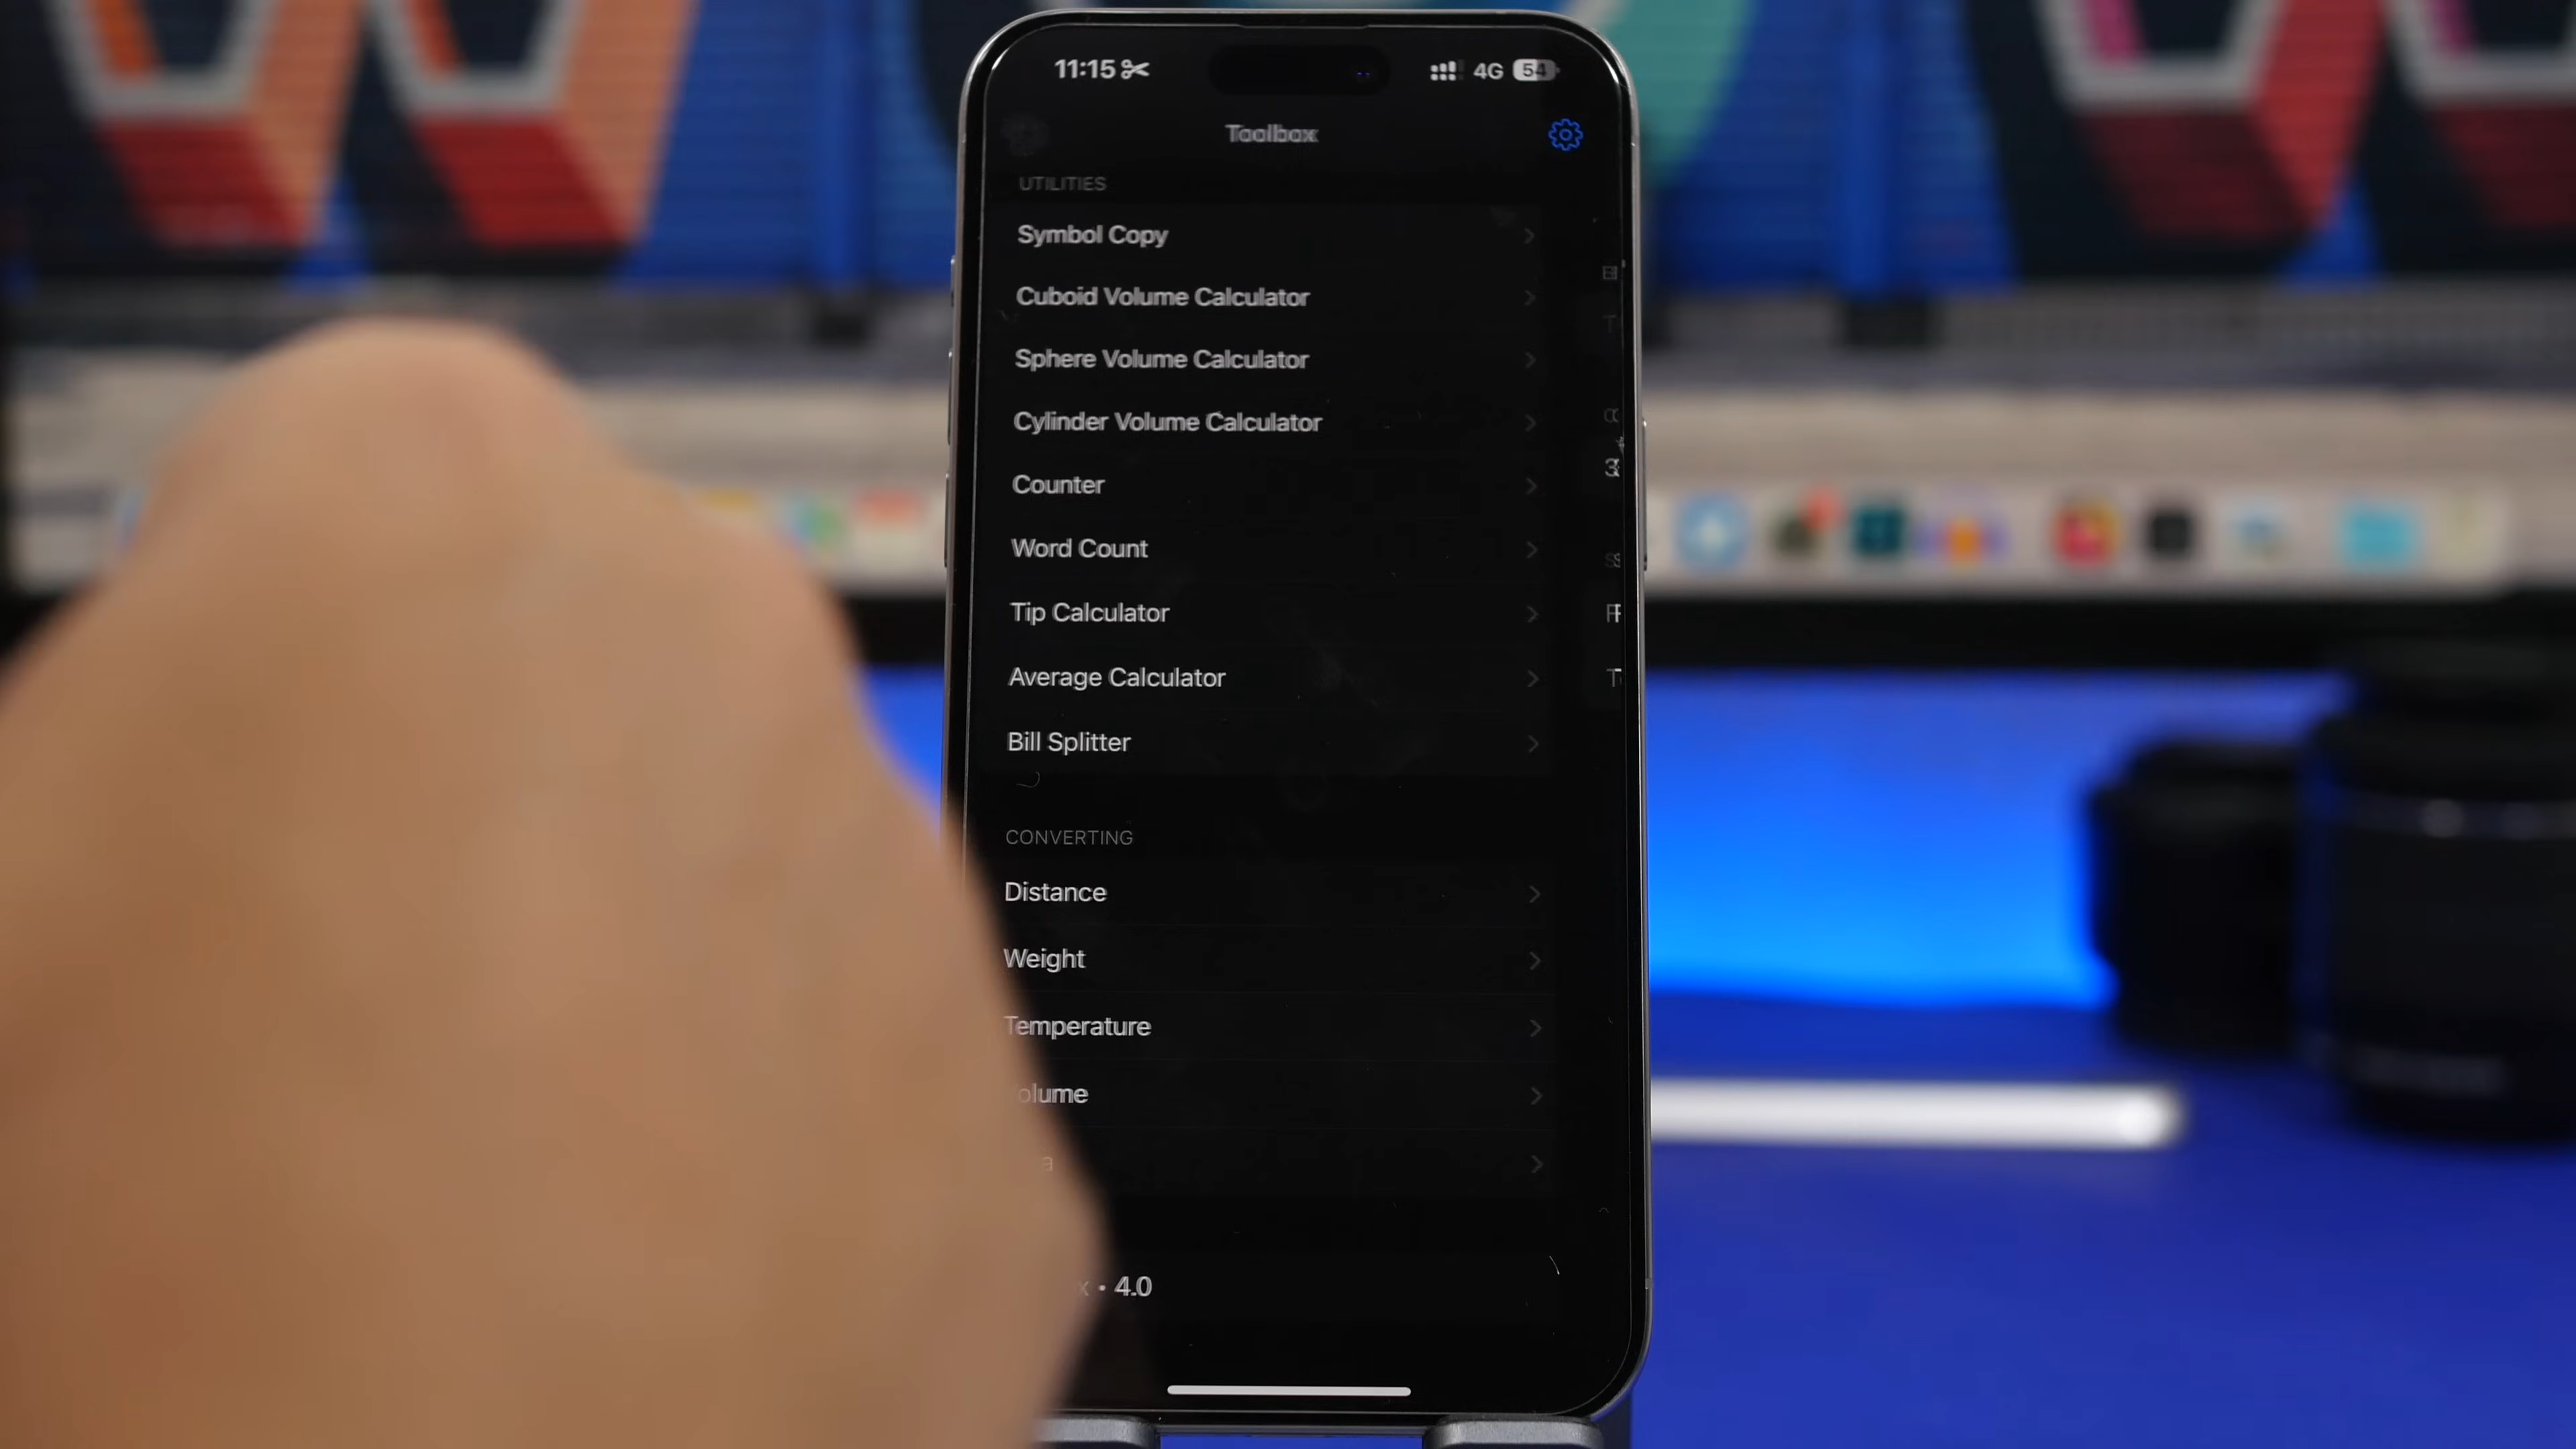 11:15
4G 54
Toolbox
UTILITIES
Symbol Copy
Cuboid Volume Calculator
Sphere Volume Calculator
Cylinder Volume Calculator
Counter
Word Count
Tip Calculator
Average Calculator
Bill Splitter
CONVERTING
Distance
Weight
Temperature
olume
a
x • 4.0